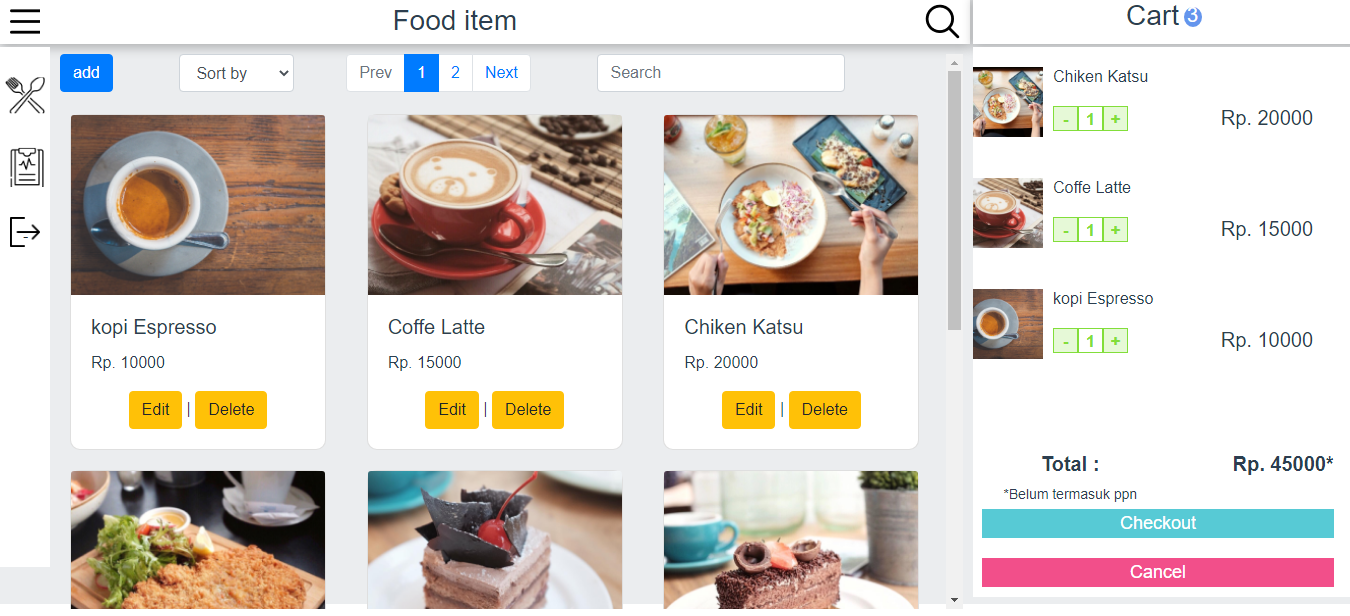 Food item
Cart 3
add
Sort by
Prev 1 2 Next
Search
kopi Espresso
Rp. 10000
Edit | Delete
Coffe Latte
Rp. 15000
Edit | Delete
Chiken Katsu
Rp. 20000
Edit | Delete
Chiken Katsu
- 1 +
Rp. 20000
Coffe Latte
- 1 +
Rp. 15000
kopi Espresso
- 1 +
Rp. 10000
Total : Rp. 45000*
*Belum termasuk ppn
Checkout
Cancel